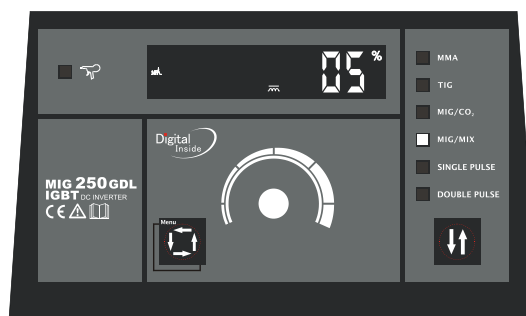 05 %
MMA
TIG
MIG/CO₂
MIG/MIX
SINGLE PULSE
DOUBLE PULSE
Digital
Inside
MIG 250 GDL
IGBT DC INVERTER
CE
Menu